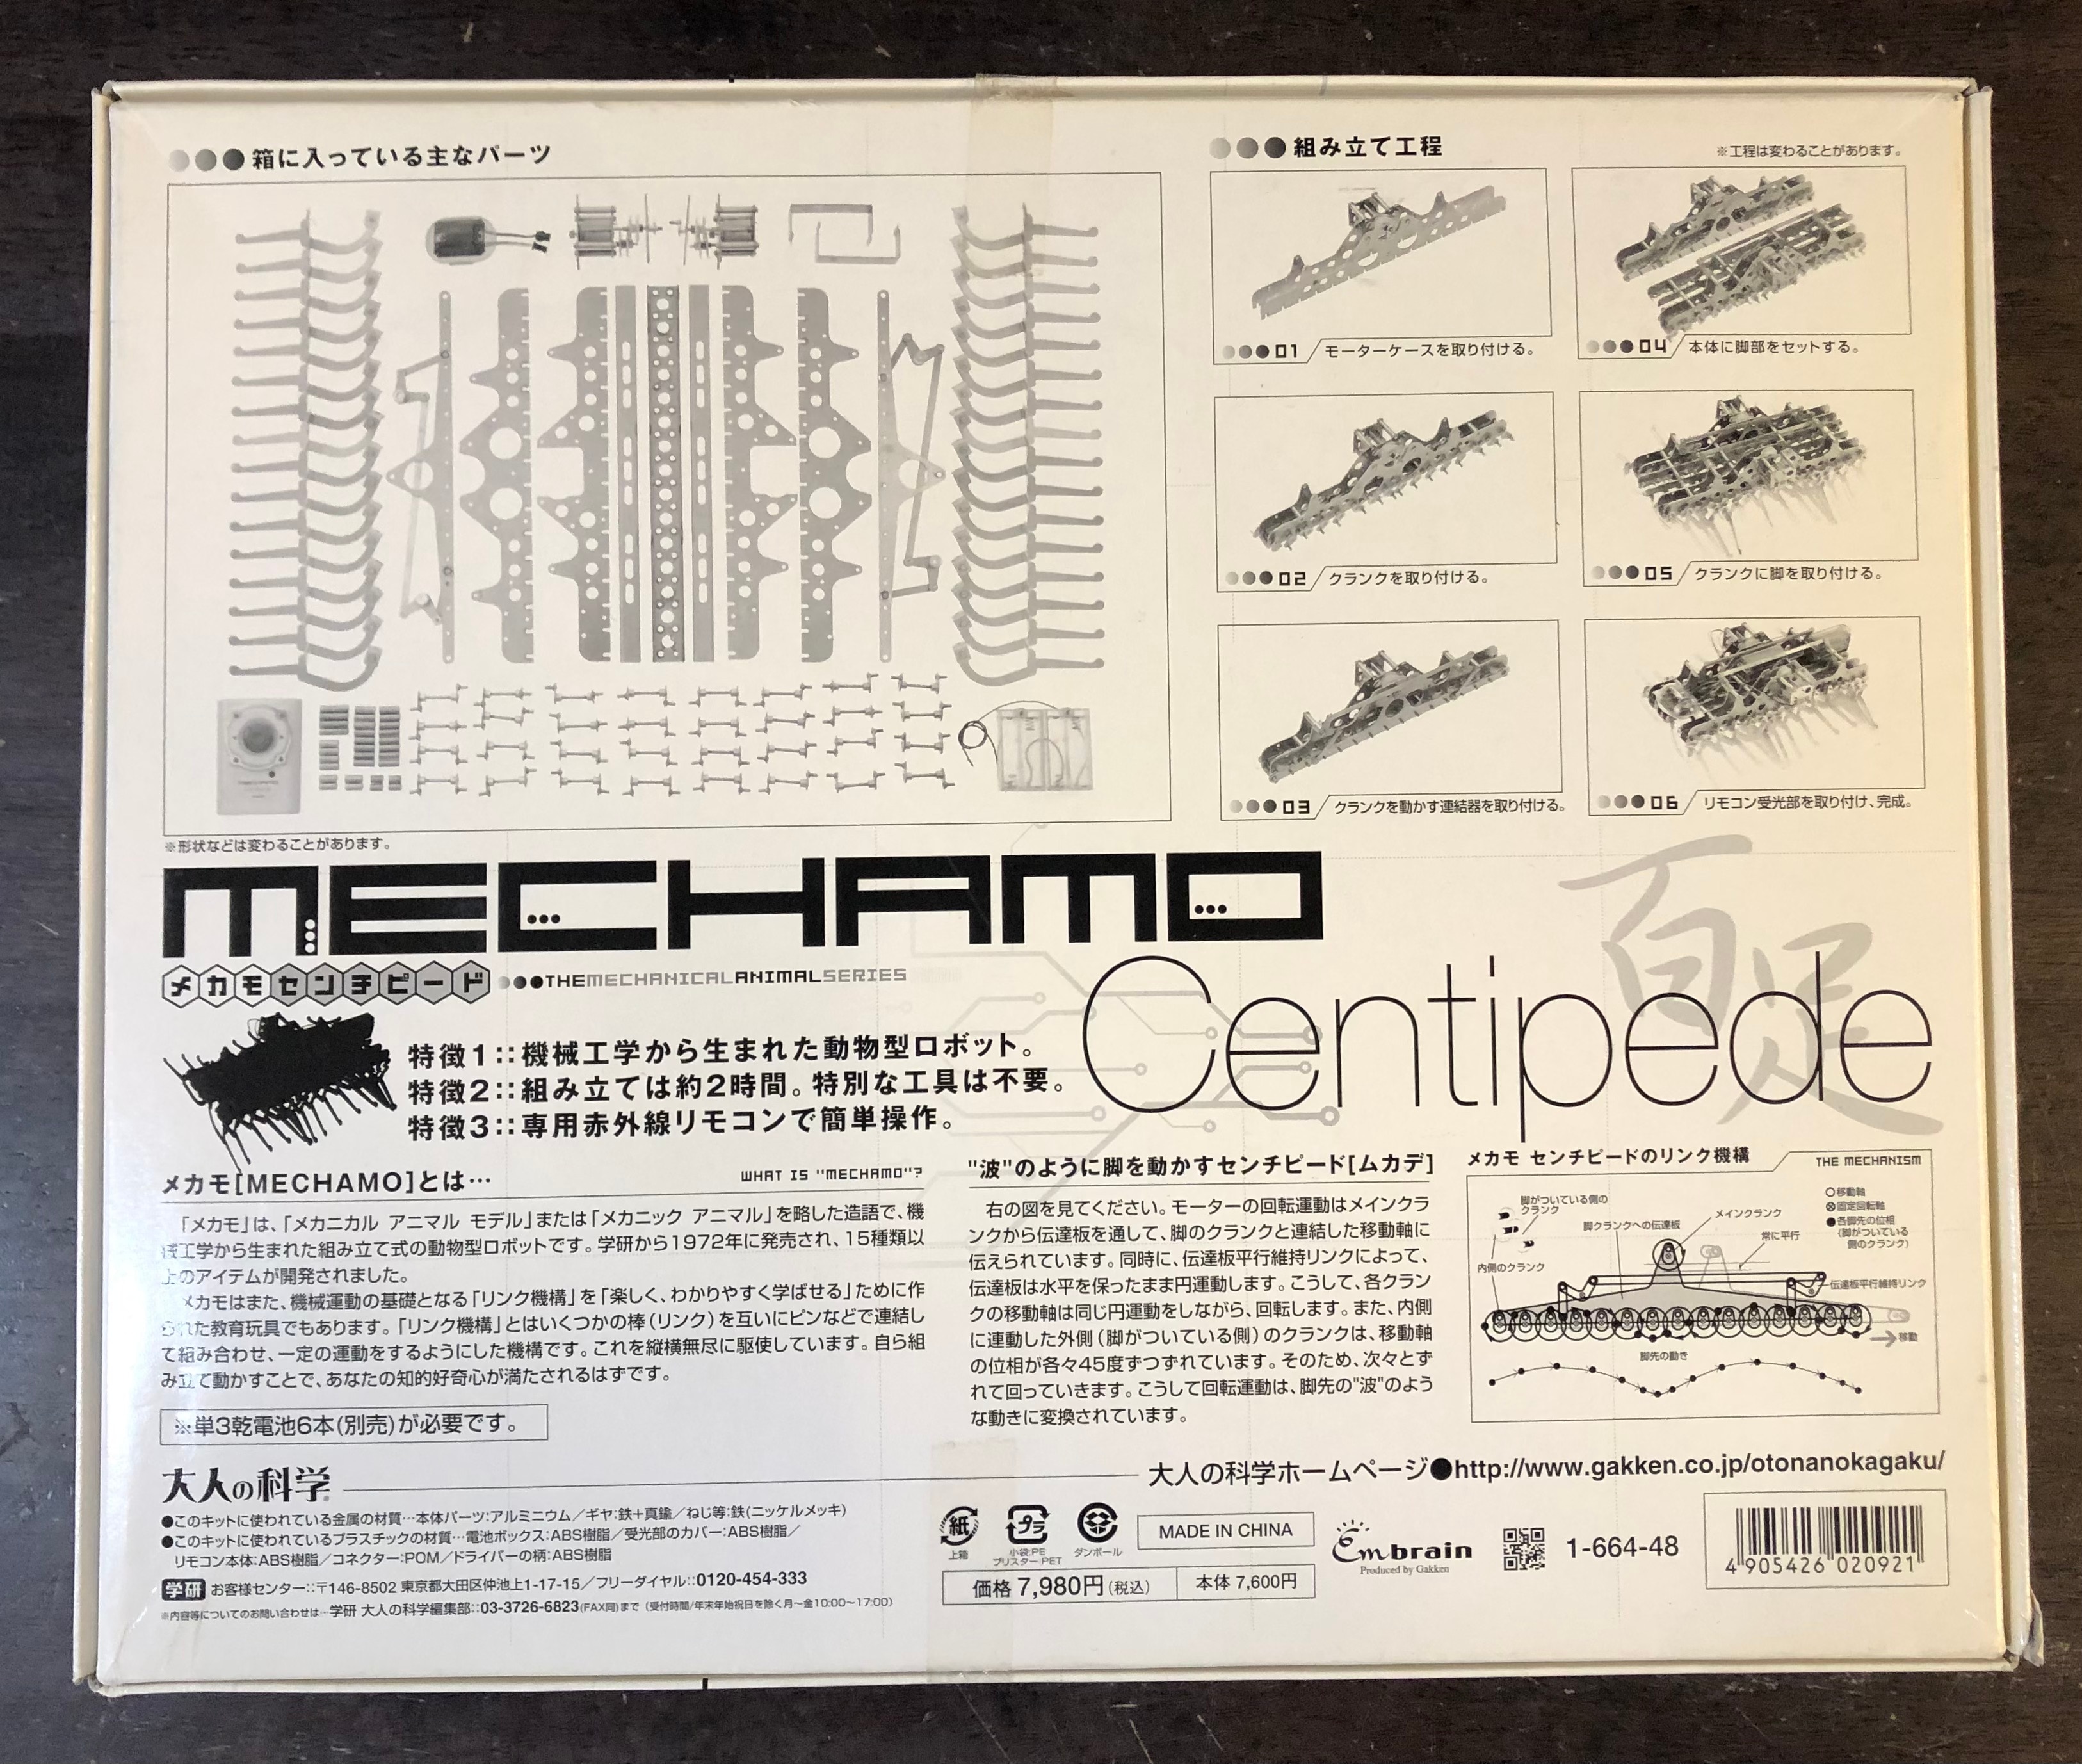 箱に入っている主なパーツ
※形状などは変わることがあります。
組み立て工程
※工程は変わることがあります。
01 モーターケースを取り付ける。
02 クランクを取り付ける。
03 クランクを動かす連結器を取り付ける。
04 本体に脚部をセットする。
05 クランクに脚を取り付ける。
06 リモコン受光部を取り付け、完成。
MECHAMO
メカモセンチピード
THEMECHANICALANIMALSERIES
百足
Centipede
特徴1::機械工学から生まれた動物型ロボット。
特徴2::組み立ては約2時間。特別な工具は不要。
特徴3::専用赤外線リモコンで簡単操作。
メカモ[MECHAMO]とは…
WHAT IS "MECHAMO"?
「メカモ」は、「メカニカル アニマル モデル」または「メカニック アニマル」を略した造語で、機
械工学から生まれた組み立て式の動物型ロボットです。学研から1972年に発売され、15種類以
上のアイテムが開発されました。
メカモはまた、機械運動の基礎となる「リンク機構」を「楽しく、わかりやすく学ばせる」ために作
られた教育玩具でもあります。「リンク機構」とはいくつかの棒(リンク)を互いにピンなどで連結し
て組み合わせ、一定の運動をするようにした機構です。これを縦横無尽に駆使しています。自ら組
み立て動かすことで、あなたの知的好奇心が満たされるはずです。
※単3乾電池6本(別売)が必要です。
"波"のように脚を動かすセンチピード[ムカデ]
右の図を見てください。モーターの回転運動はメインクラ
ンクから伝達板を通して、脚のクランクと連結した移動軸に
伝えられています。同時に、伝達板平行維持リンクによって、
伝達板は水平を保ったまま円運動します。こうして、各クラン
クの移動軸は同じ円運動をしながら、回転します。また、内側
に連動した外側(脚がついている側)のクランクは、移動軸
の位相が各々45度ずつずれています。そのため、次々とず
れて回っていきます。こうして回転運動は、脚先の"波"のよう
な動きに変換されています。
メカモ センチピードのリンク機構
THE MECHANISM
脚がついている側の
クランク
内側のクランク
脚クランクへの伝達板
メインクランク
常に平行
○移動軸
⊗固定回転軸
●各脚先の位相
(脚がついている
側のクランク)
伝達板平行維持リンク
移動
脚先の動き
大人の科学
大人の科学ホームページ●http://www.gakken.co.jp/otonanokagaku/
●このキットに使われている金属の材質…本体パーツ:アルミニウム／ギヤ:鉄＋真鍮／ねじ等:鉄(ニッケルメッキ)
●このキットに使われているプラスチックの材質…電池ボックス:ABS樹脂／受光部のカバー:ABS樹脂／
リモコン本体:ABS樹脂／コネクター:POM／ドライバーの柄:ABS樹脂
学研 お客様センター::〒146-8502 東京都大田区仲池上1-17-15／フリーダイヤル::0120-454-333
※内容等についてのお問い合わせは…学研 大人の科学編集部::03-3726-6823(FAX同)まで (受付時間/年末年始祝日を除く月〜金10:00〜17:00)
紙
上箱
プラ
小袋:PE
ブリスター:PET
ダンボール
MADE IN CHINA
価格 7,980円(税込)
本体 7,600円
Embrain
Produced by Gakken
1-664-48
4 905426 020921